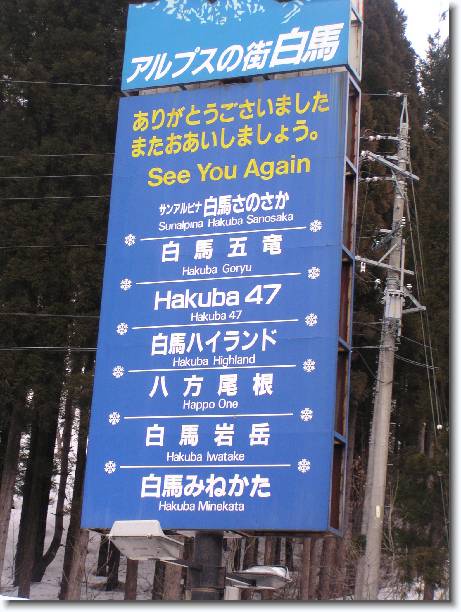 アルプスの街白馬
ありがとうございました
またおあいしましょう。
See You Again
サンアルピナ 白馬さのさか
Sunalpina Hakuba Sanosaka
白馬五竜
Hakuba Goryu
Hakuba 47
Hakuba 47
白馬ハイランド
Hakuba Highland
八方尾根
Happo One
白馬岩岳
Hakuba Iwatake
白馬みねかた
Hakuba Minekata